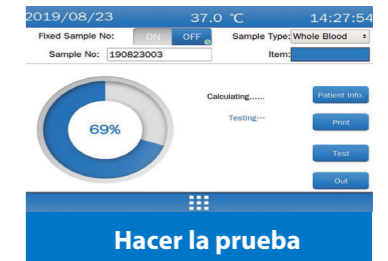 2019/08/23 37.0 ℃ 14:27:54
Fixed Sample No: ON OFF Sample Type: Whole Blood
Sample No: 190823003 Item:
Calculating...... Patient Info.
69% Testing··· Print
Test
Out
Hacer la prueba